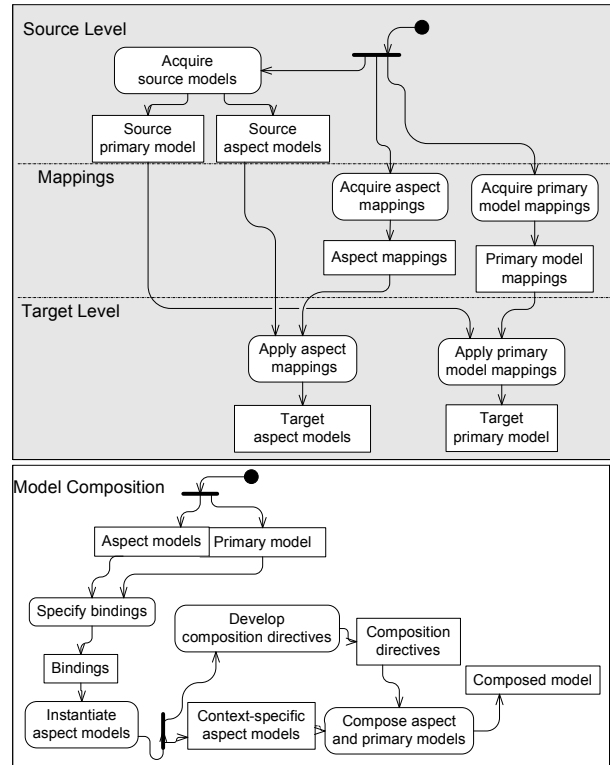 Source Level
Acquire
source models
Source
primary model
Source
aspect models
Mappings
Acquire aspect
mappings
Acquire primary
model mappings
Aspect mappings
Primary model
mappings
Target Level
Apply aspect
mappings
Apply primary
model mappings
Target
aspect models
Target
primary model
Model Composition
Aspect models
Primary model
Specify bindings
Develop
composition directives
Composition
directives
Bindings
Composed model
Instantiate
aspect models
Context-specific
aspect models
Compose aspect
and primary models